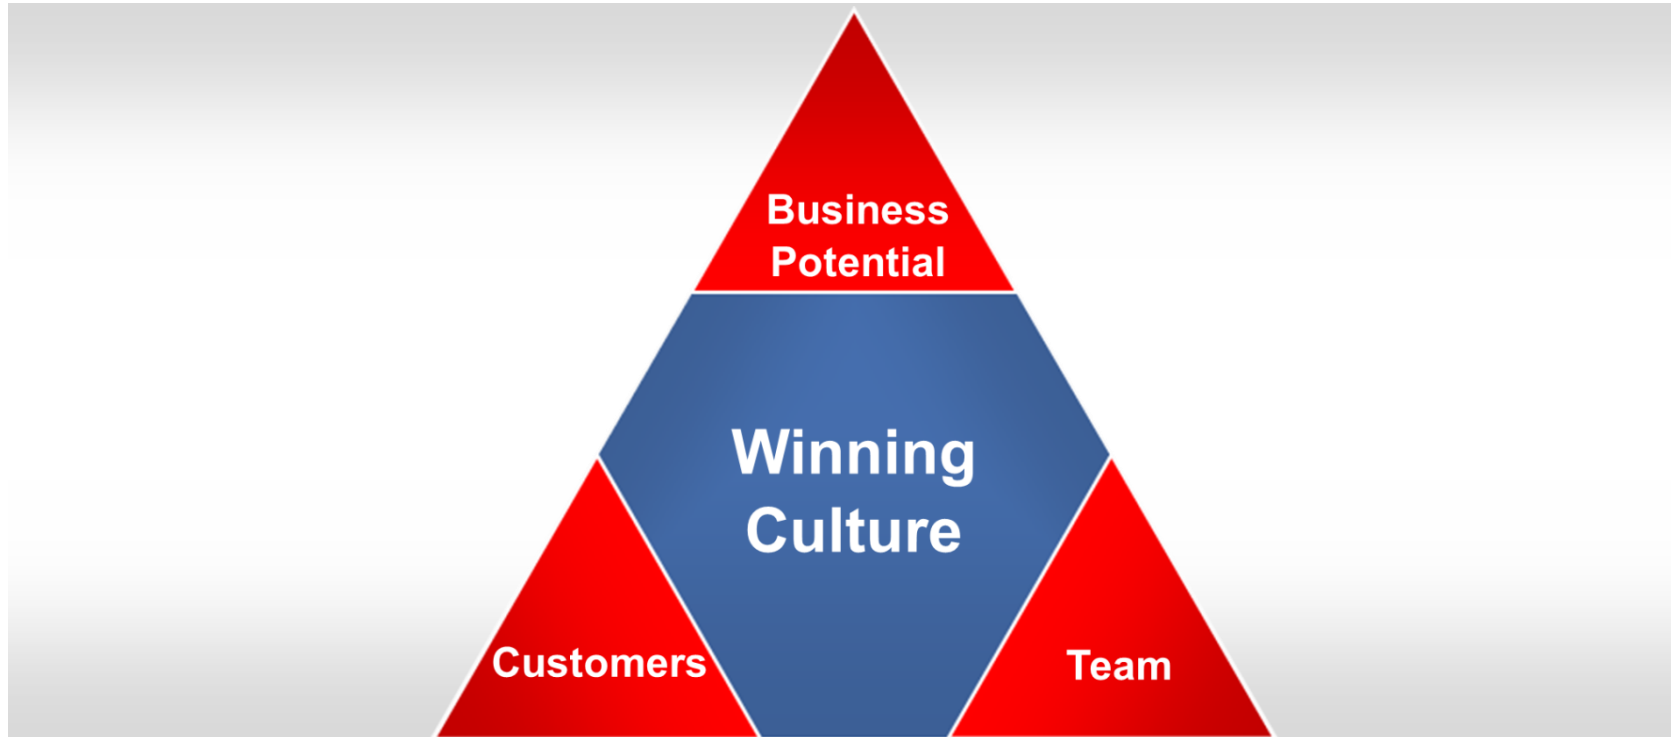 Business
Potential
Winning
Culture
Customers
Team